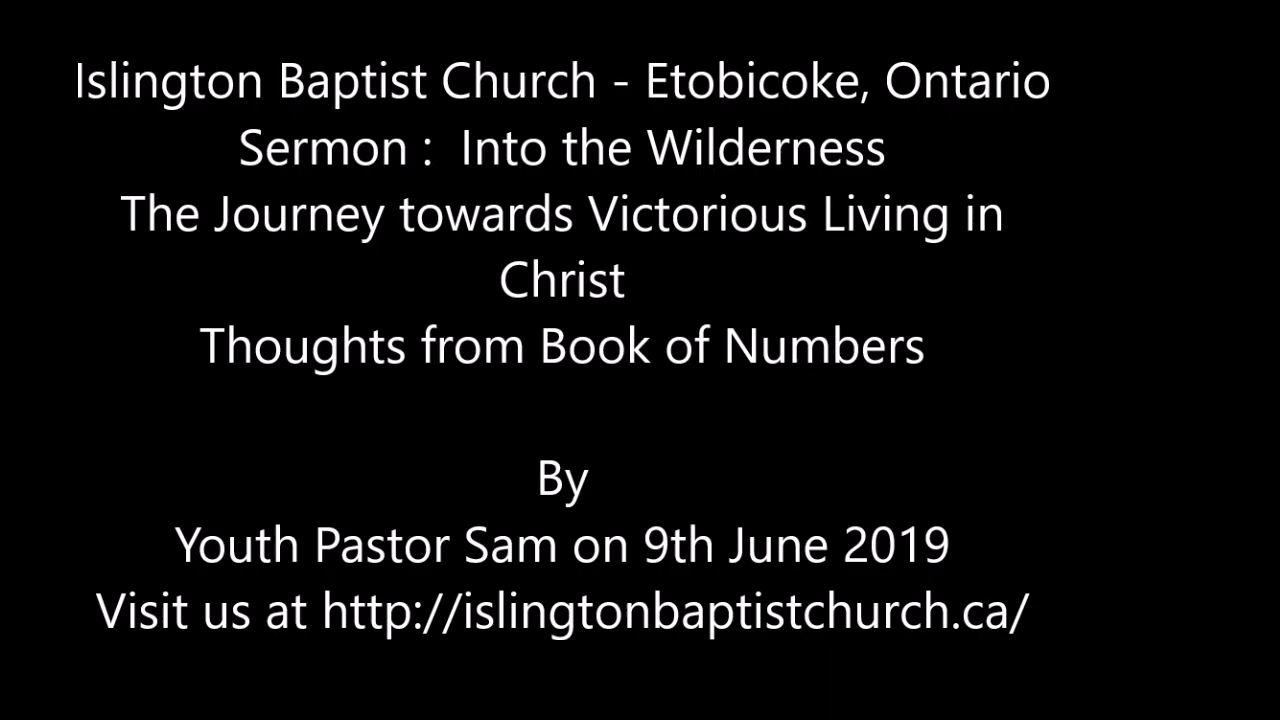 Islington Baptist Church - Etobicoke, Ontario
Sermon :  Into the Wilderness
The Journey towards Victorious Living in
Christ
Thoughts from Book of Numbers
By
Youth Pastor Sam on 9th June 2019
Visit us at http://islingtonbaptistchurch.ca/